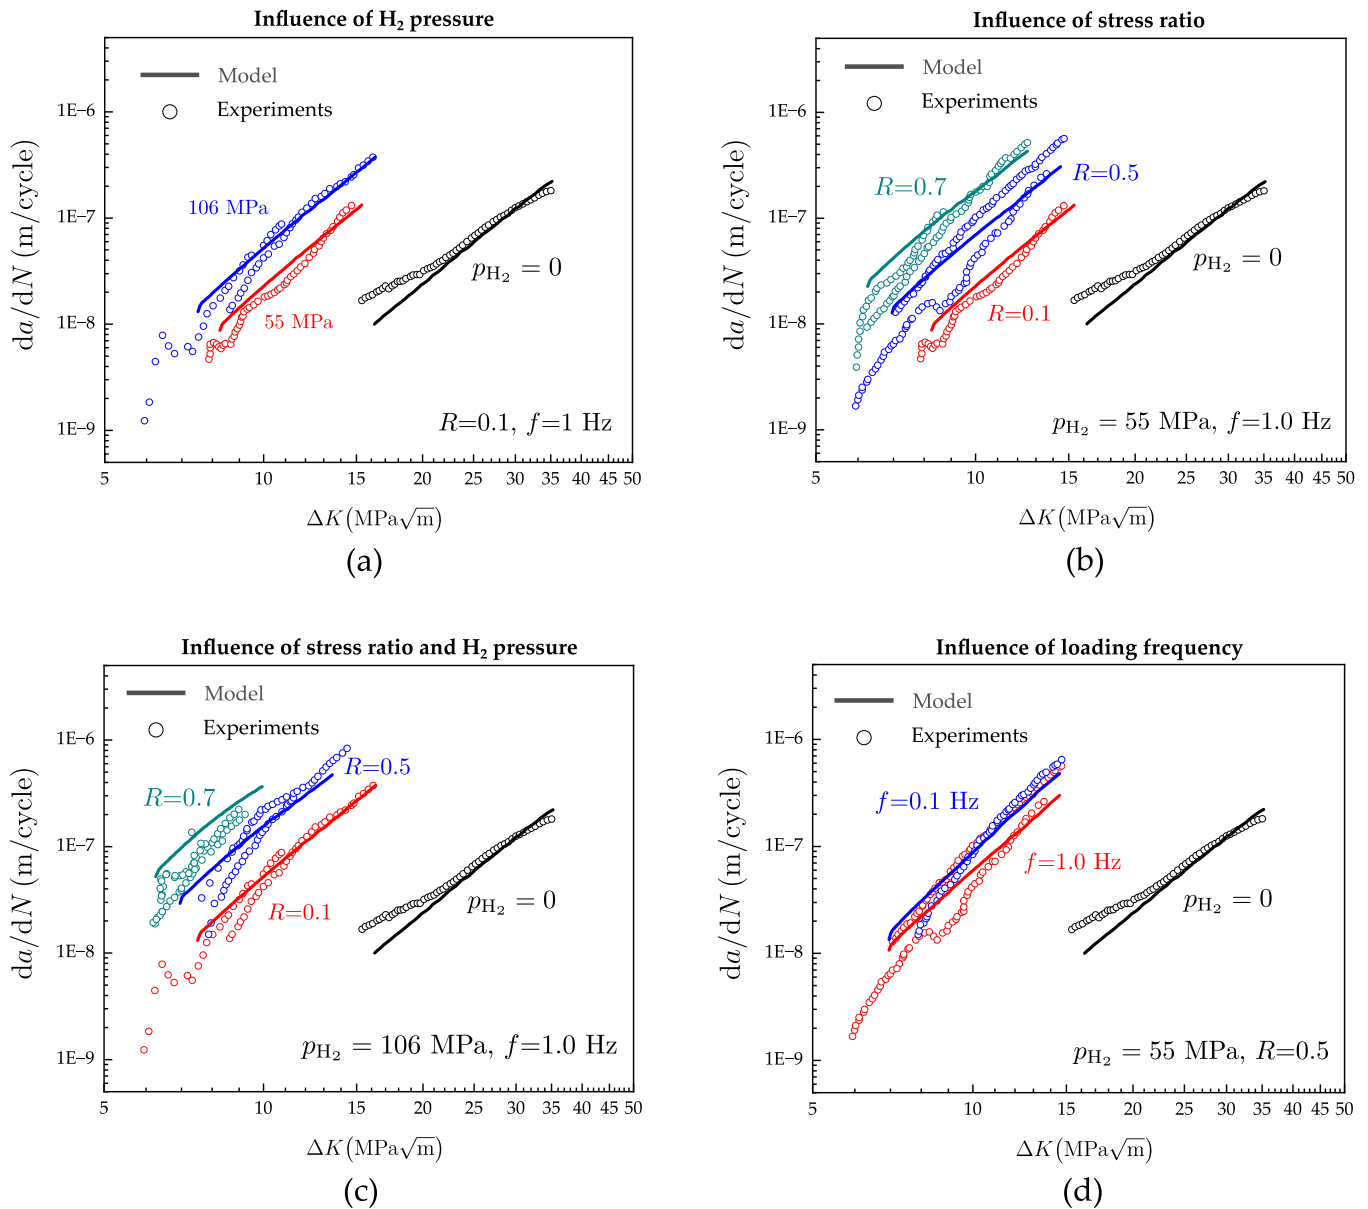 Influence of H₂ pressure
Model
Experiments
1E−6
1E−7
1E−8
1E−9
da/dN (m/cycle)
106 MPa
55 MPa
p_H₂ = 0
R=0.1, f=1 Hz
5 10 15 20 25 30 35 40 45 50
ΔK(MPa√m)
(a)
Influence of stress ratio
Model
Experiments
1E−6
1E−7
1E−8
1E−9
da/dN (m/cycle)
R=0.7
R=0.5
R=0.1
p_H₂ = 0
p_H₂ = 55 MPa, f=1.0 Hz
5 10 15 20 25 30 35 40 45 50
ΔK(MPa√m)
(b)
Influence of stress ratio and H₂ pressure
Model
Experiments
1E−6
1E−7
1E−8
1E−9
da/dN (m/cycle)
R=0.5
R=0.7
R=0.1
p_H₂ = 0
p_H₂ = 106 MPa, f=1.0 Hz
5 10 15 20 25 30 35 40 45 50
ΔK(MPa√m)
(c)
Influence of loading frequency
Model
Experiments
1E−6
1E−7
1E−8
1E−9
da/dN (m/cycle)
f=0.1 Hz
f=1.0 Hz
p_H₂ = 0
p_H₂ = 55 MPa, R=0.5
5 10 15 20 25 30 35 40 45 50
ΔK(MPa√m)
(d)